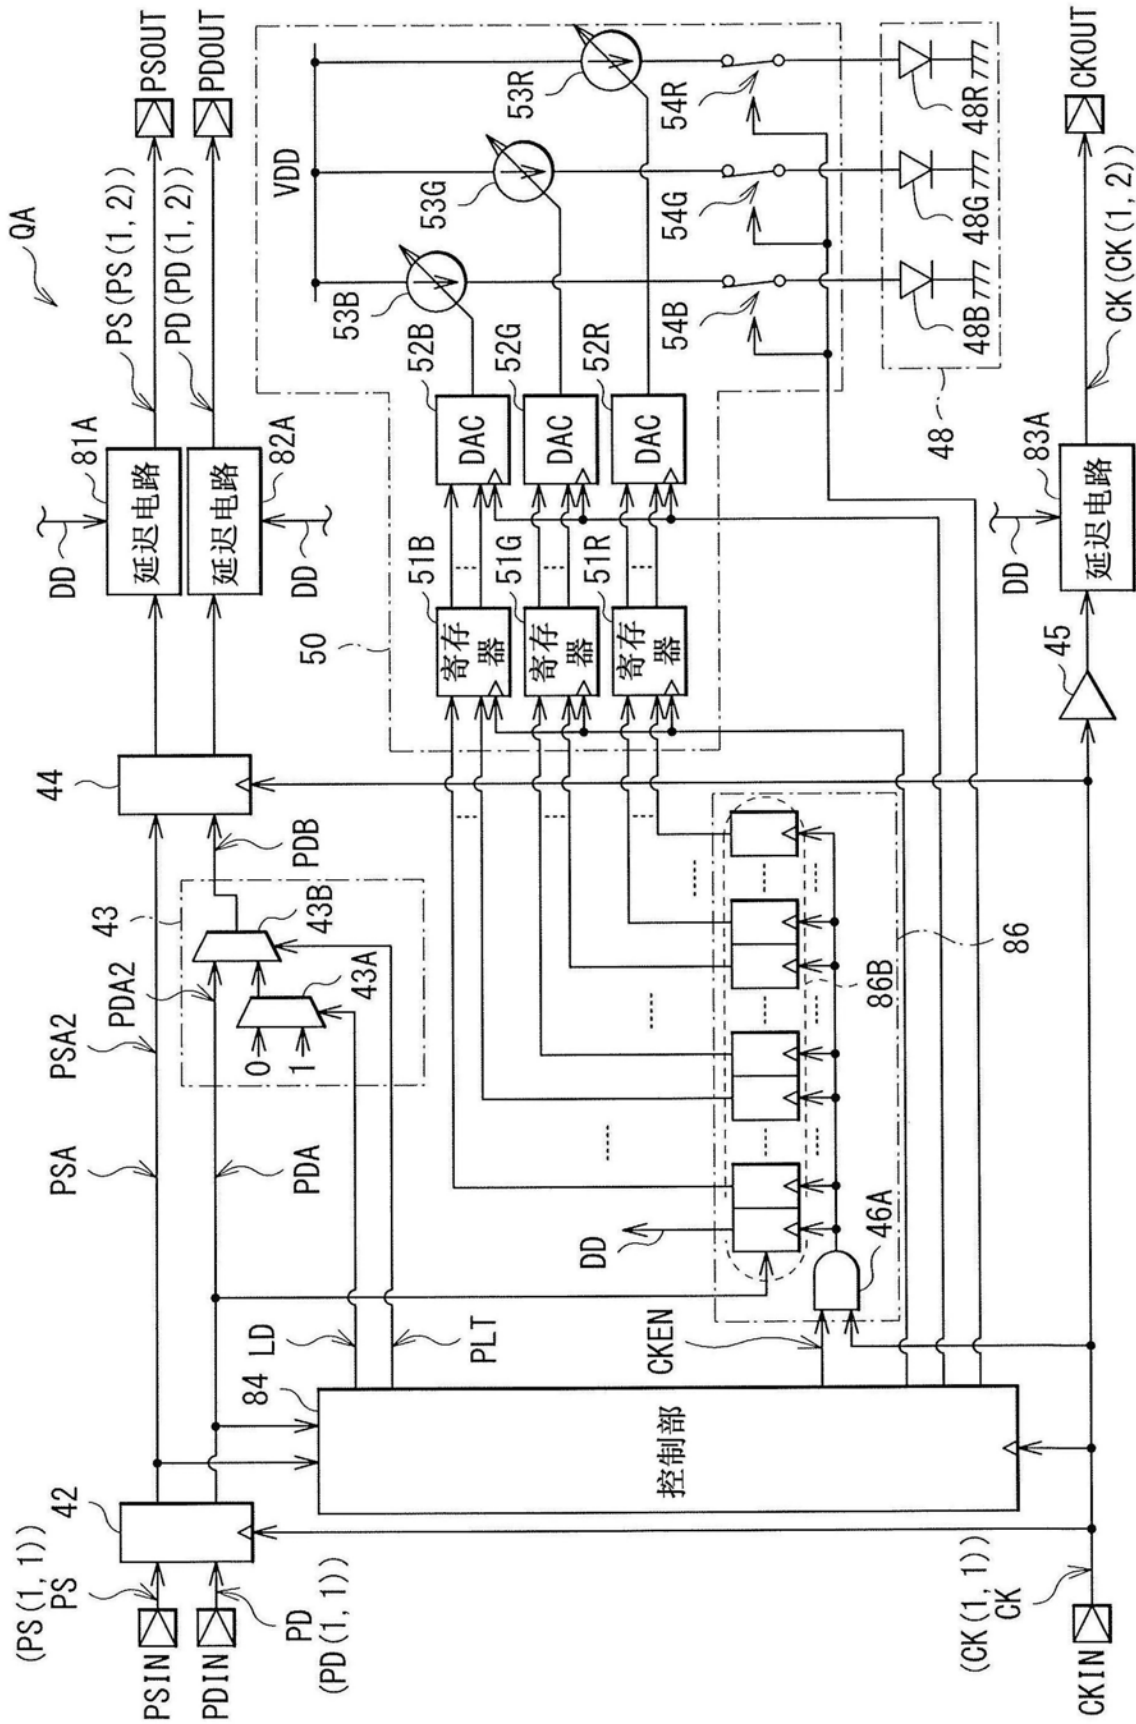 QA
(PS(1,1))
PS
PSIN
PDIN
PD
(PD(1,1))
42
84
控制部
LD
PLT
PSA
PDA
PSA2
PDA2
43
43A
43B
0
1
PDB
44
DD
延迟电路
81A
延迟电路
82A
DD
PS(PS(1,2))
PD(PD(1,2))
PSOUT
PDOUT
50
寄存器
51B
寄存器
51G
寄存器
51R
DAC
52B
DAC
52G
DAC
52R
VDD
53B
53G
53R
54B
54G
54R
48B
48G
48R
48
DD
CKEN
46A
86B
86
(CK(1,1))
CK
CKIN
45
DD
延迟电路
83A
CK(CK(1,2))
CKOUT